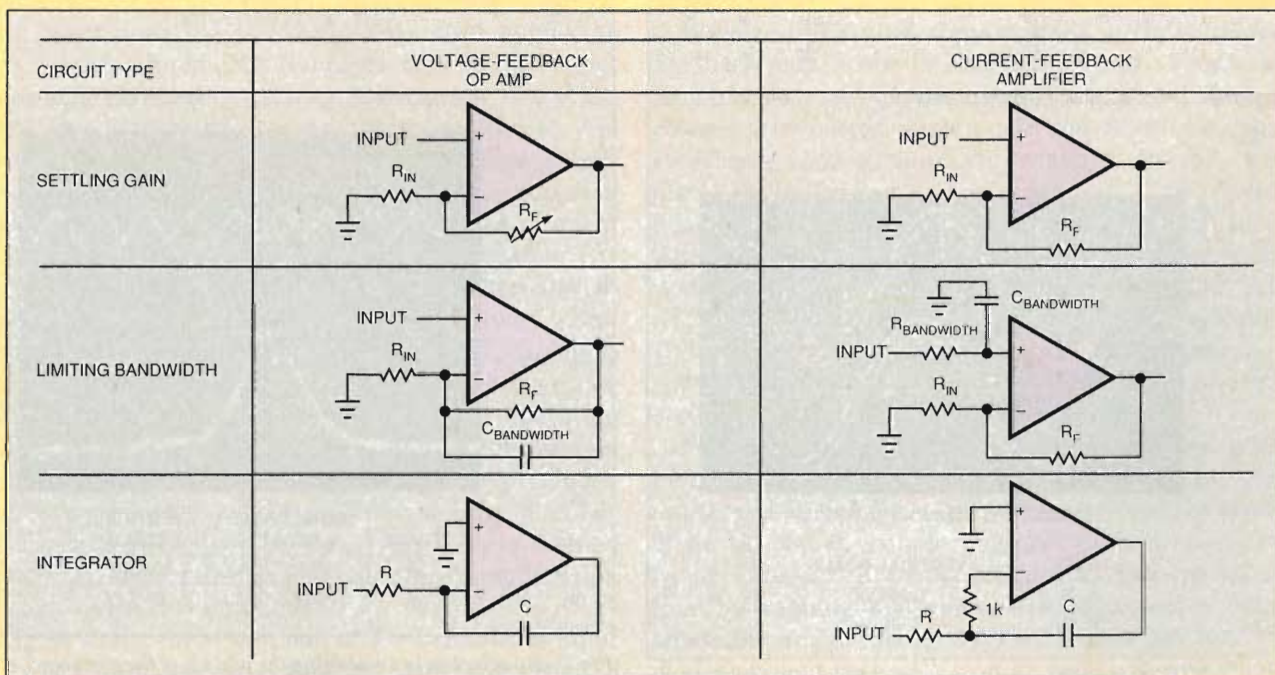 CIRCUIT TYPE
VOLTAGE-FEEDBACK
OP AMP
CURRENT-FEEDBACK
AMPLIFIER
SETTLING GAIN
INPUT
+
R_IN
−
R_F
INPUT
+
R_IN
−
R_F
LIMITING BANDWIDTH
INPUT
+
R_IN
−
R_F
C_BANDWIDTH
C_BANDWIDTH
R_BANDWIDTH
INPUT
+
R_IN
−
R_F
INTEGRATOR
+
R
INPUT
−
C
+
−
1k
R
C
INPUT